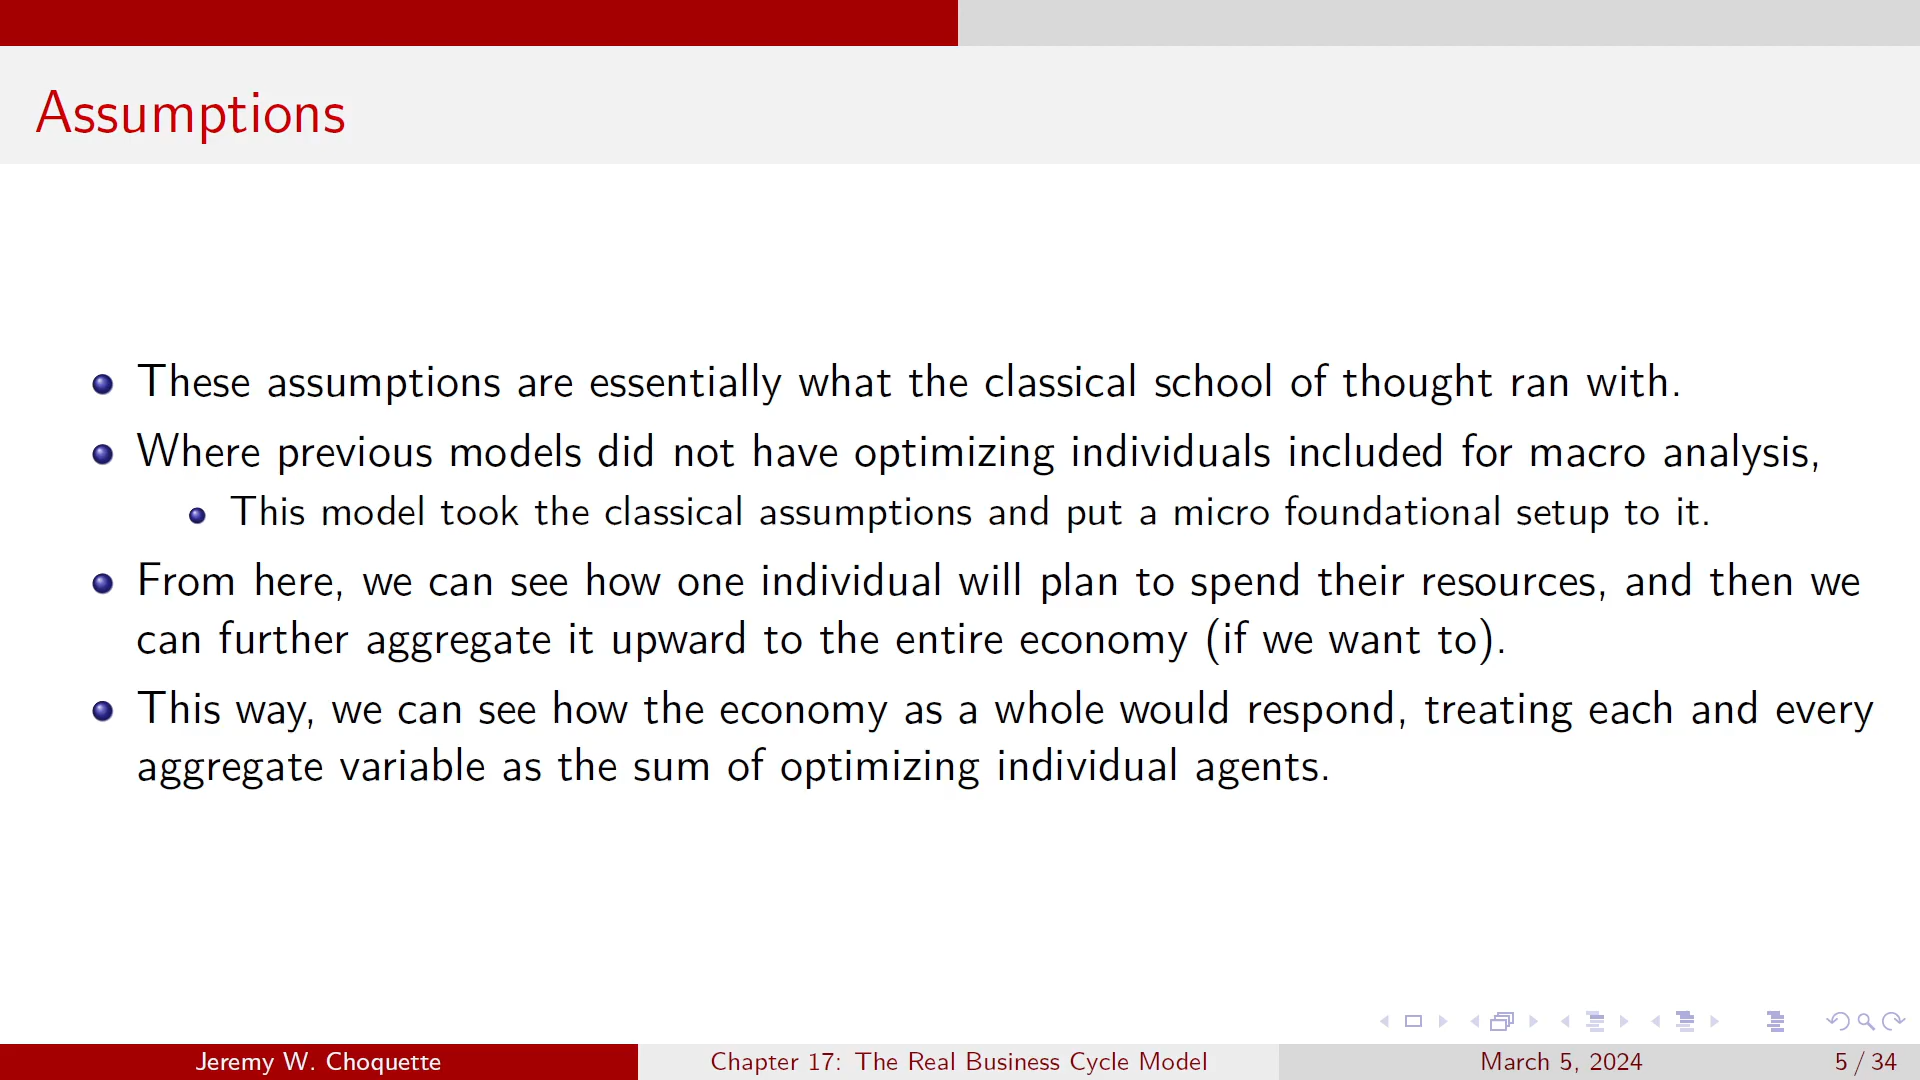 Assumptions
These assumptions are essentially what the classical school of thought ran with.
Where previous models did not have optimizing individuals included for macro analysis,
This model took the classical assumptions and put a micro foundational setup to it.
From here, we can see how one individual will plan to spend their resources, and then we
can further aggregate it upward to the entire economy (if we want to).
This way, we can see how the economy as a whole would respond, treating each and every
aggregate variable as the sum of optimizing individual agents.
Jeremy W. Choquette Chapter 17: The Real Business Cycle Model March 5, 2024 5 / 34